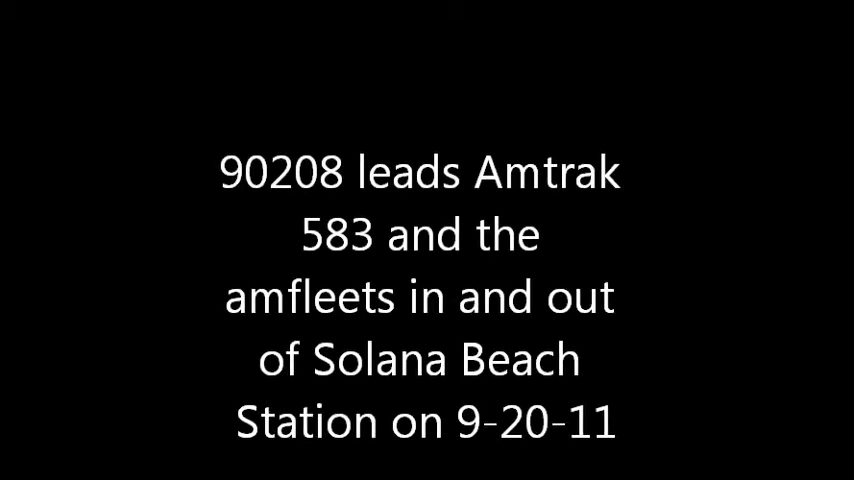 90208 leads Amtrak
583 and the
amfleets in and out
of Solana Beach
Station on 9-20-11